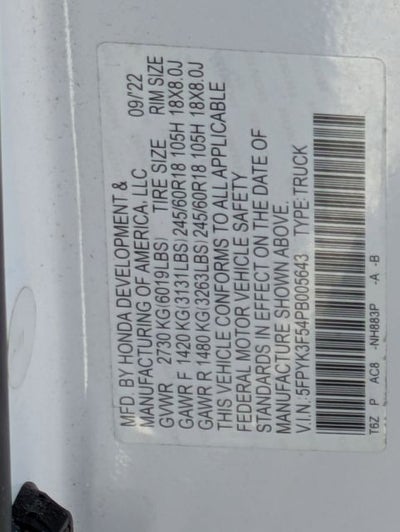 MFD. BY HONDA DEVELOPMENT &
MANUFACTURING OF AMERICA, LLC 09/'22
GVWR 2730 KG(6019LBS) TIRE SIZE RIM SIZE
GAWR F 1420 KG(3131LBS)245/60R18 105H 18X8.0J
GAWR R 1480 KG(3263LBS)245/60R18 105H 18X8.0J
THIS VEHICLE CONFORMS TO ALL APPLICABLE
FEDERAL MOTOR VEHICLE SAFETY
STANDARDS IN EFFECT ON THE DATE OF
MANUFACTURE SHOWN ABOVE.
V.I.N: 5FPYK3F54PB005643 TYPE:TRUCK
T6Z P AC8 -NH883P -A -B